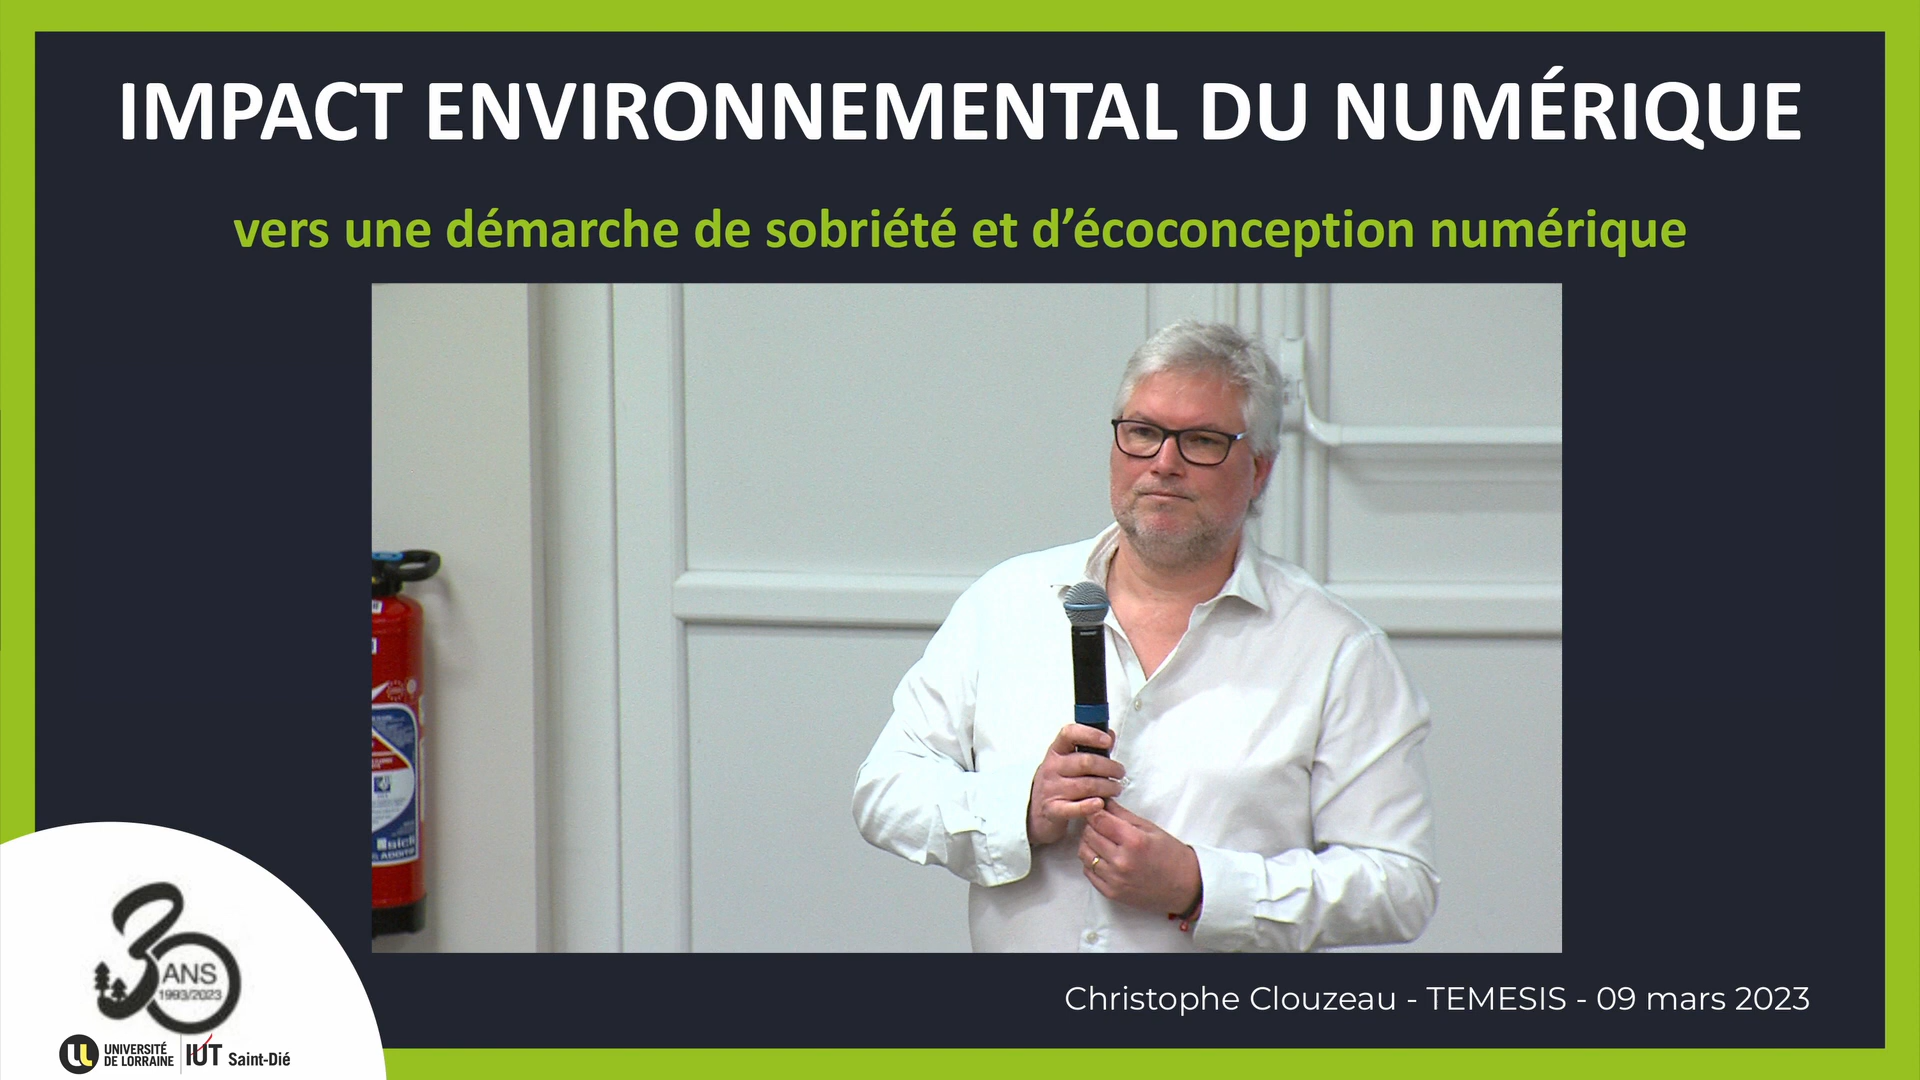 IMPACT ENVIRONNEMENTAL DU NUMÉRIQUE
vers une démarche de sobriété et d’écoconception numérique
Christophe Clouzeau - TEMESIS - 09 mars 2023
30
ANS
1993/2023
UNIVERSITÉ
DE LORRAINE
IUT Saint-Dié